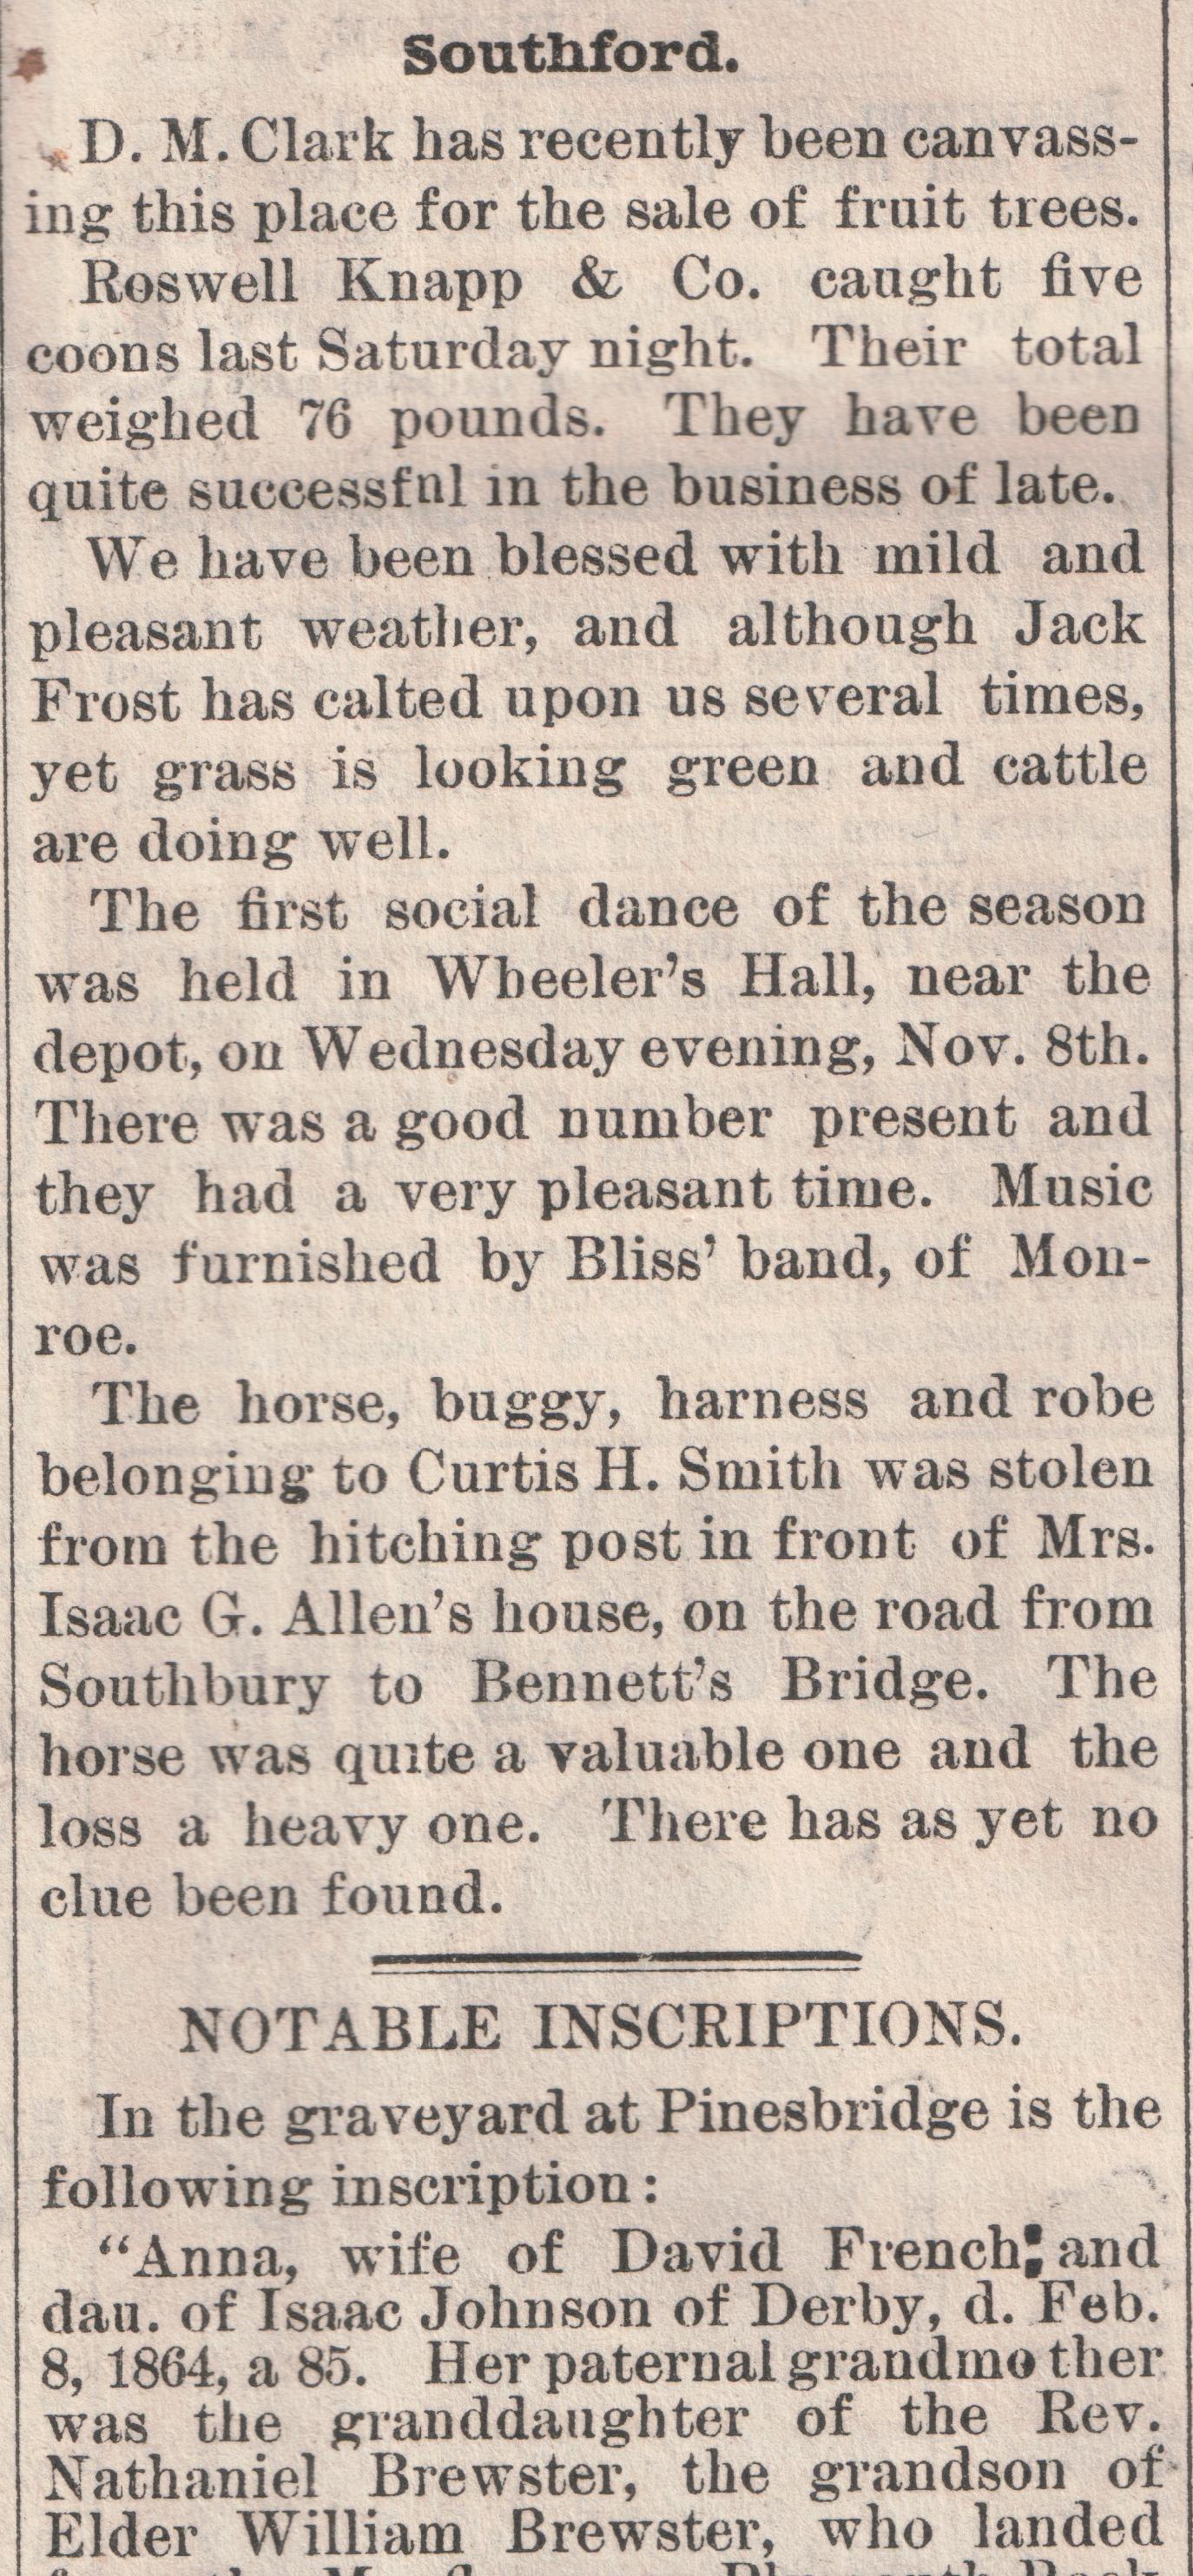 Southford.
D. M. Clark has recently been canvass-
ing this place for the sale of fruit trees.
Roswell Knapp & Co. caught five
coons last Saturday night. Their total
weighed 76 pounds. They have been
quite successfnl in the business of late.
We have been blessed with mild and
pleasant weather, and although Jack
Frost has calted upon us several times,
yet grass is looking green and cattle
are doing well.
The first social dance of the season
was held in Wheeler's Hall, near the
depot, on Wednesday evening, Nov. 8th.
There was a good number present and
they had a very pleasant time. Music
was furnished by Bliss' band, of Mon-
roe.
The horse, buggy, harness and robe
belonging to Curtis H. Smith was stolen
from the hitching post in front of Mrs.
Isaac G. Allen's house, on the road from
Southbury to Bennett's Bridge. The
horse was quite a valuable one and the
loss a heavy one. There has as yet no
clue been found.
NOTABLE INSCRIPTIONS.
In the graveyard at Pinesbridge is the
following inscription:
"Anna, wife of David French; and
dau. of Isaac Johnson of Derby, d. Feb.
8, 1864, a 85. Her paternal grandmo ther
was the granddaughter of the Rev.
Nathaniel Brewster, the grandson of
Elder William Brewster, who landed